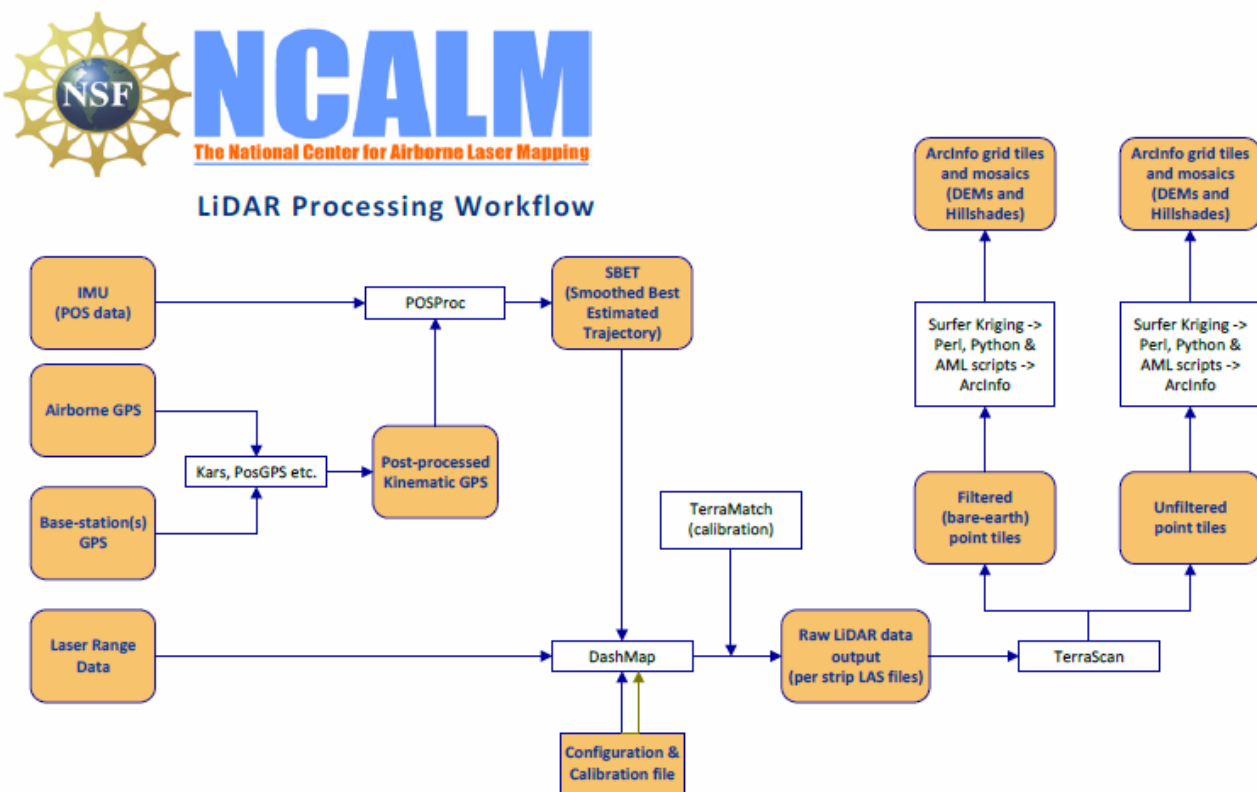 NSF
NCALM
The National Center for Airborne Laser Mapping
LiDAR Processing Workflow
ArcInfo grid tiles
and mosaics
(DEMs and
Hillshades)
ArcInfo grid tiles
and mosaics
(DEMs and
Hillshades)
IMU
(POS data)
POSProc
SBET
(Smoothed Best
Estimated
Trajectory)
Surfer Kriging ->
Perl, Python &
AML scripts ->
ArcInfo
Surfer Kriging ->
Perl, Python &
AML scripts ->
ArcInfo
Airborne GPS
Kars, PosGPS etc.
Post-processed
Kinematic GPS
Base-station(s)
GPS
TerraMatch
(calibration)
Filtered
(bare-earth)
point tiles
Unfiltered
point tiles
Laser Range
Data
DashMap
Raw LiDAR data
output
(per strip LAS files)
TerraScan
Configuration &
Calibration file